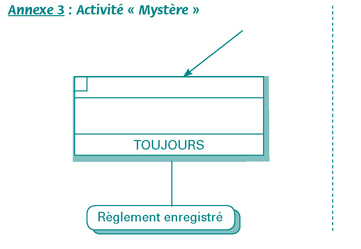 Annexe 3 : Activité « Mystère »
TOUJOURS
Règlement enregistré